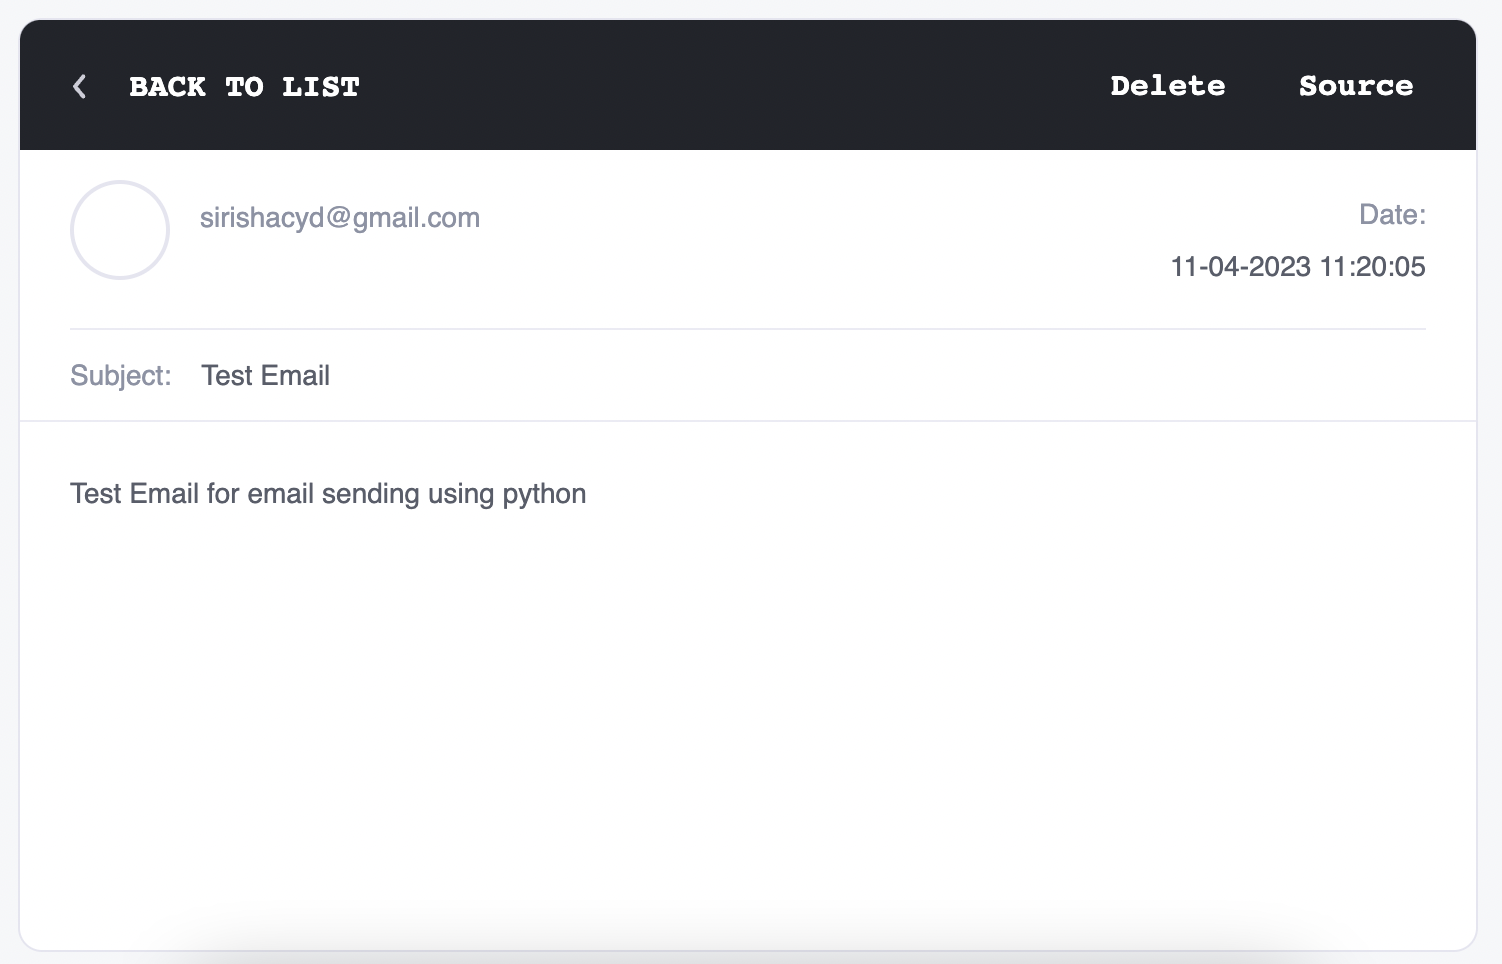 BACK TO LIST Delete Source
sirishacyd@gmail.com Date:
11-04-2023 11:20:05
Subject: Test Email
Test Email for email sending using python